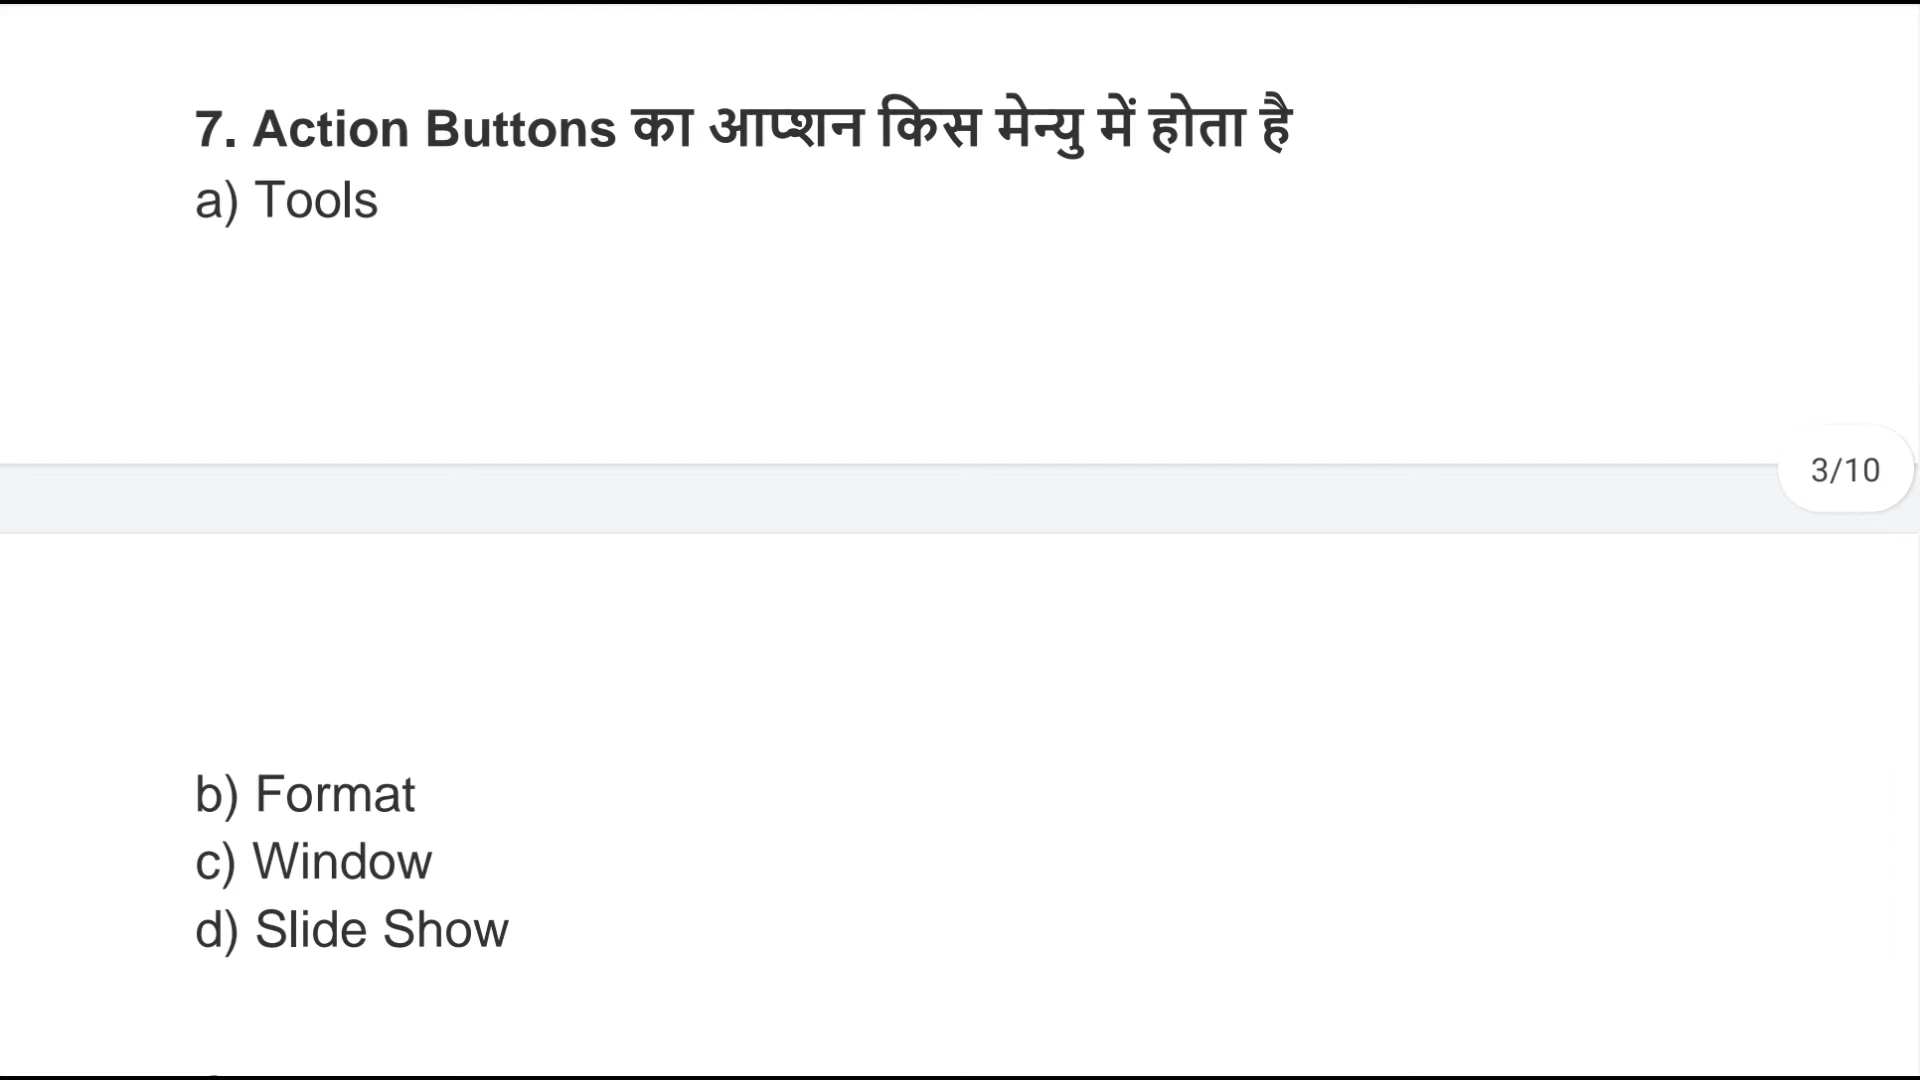 7. Action Buttons का आप्शन किस मेन्यु में होता है
a) Tools
3/10
b) Format
c) Window
d) Slide Show